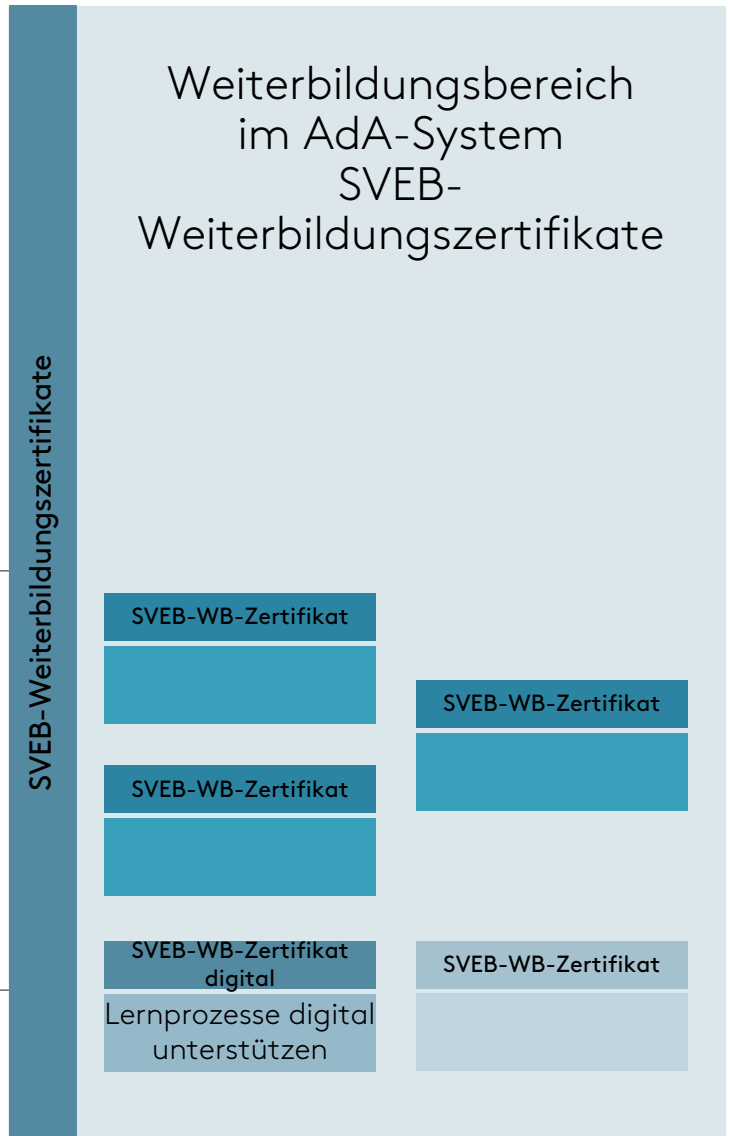 Weiterbildungsbereich
im AdA-System
SVEB-
Weiterbildungszertifikate
SVEB-Weiterbildungszertifikate
SVEB-WB-Zertifikat
SVEB-WB-Zertifikat
SVEB-WB-Zertifikat
SVEB-WB-Zertifikat
digital
Lernprozesse digital
unterstützen
SVEB-WB-Zertifikat